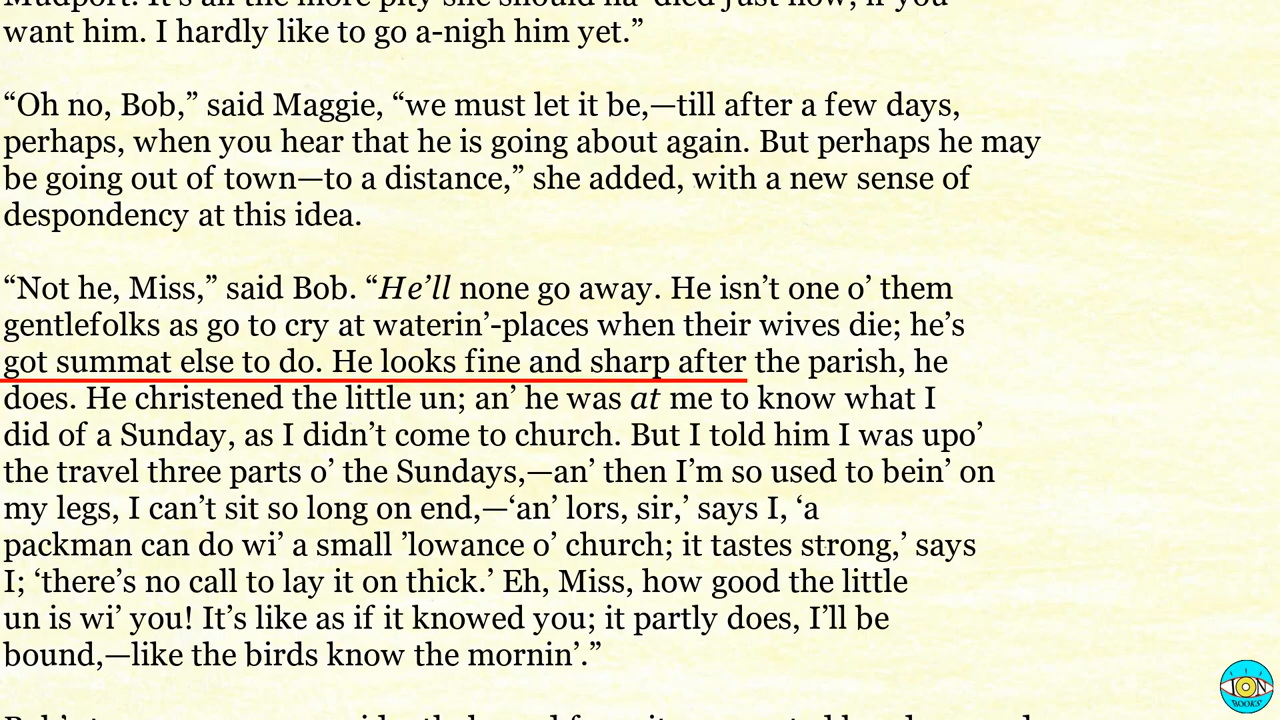 want him. I hardly like to go a-nigh him yet.”
“Oh no, Bob,” said Maggie, “we must let it be,—till after a few days,
perhaps, when you hear that he is going about again. But perhaps he may
be going out of town—to a distance,” she added, with a new sense of
despondency at this idea.
“Not he, Miss,” said Bob. “He’ll none go away. He isn’t one o’ them
gentlefolks as go to cry at waterin’-places when their wives die; he’s
got summat else to do. He looks fine and sharp after the parish, he
does. He christened the little un; an’ he was at me to know what I
did of a Sunday, as I didn’t come to church. But I told him I was upo’
the travel three parts o’ the Sundays,—an’ then I’m so used to bein’ on
my legs, I can’t sit so long on end,—‘an’ lors, sir,’ says I, ‘a
packman can do wi’ a small ’lowance o’ church; it tastes strong,’ says
I; ‘there’s no call to lay it on thick.’ Eh, Miss, how good the little
un is wi’ you! It’s like as if it knowed you; it partly does, I’ll be
bound,—like the birds know the mornin’.”
ION
BOOKS